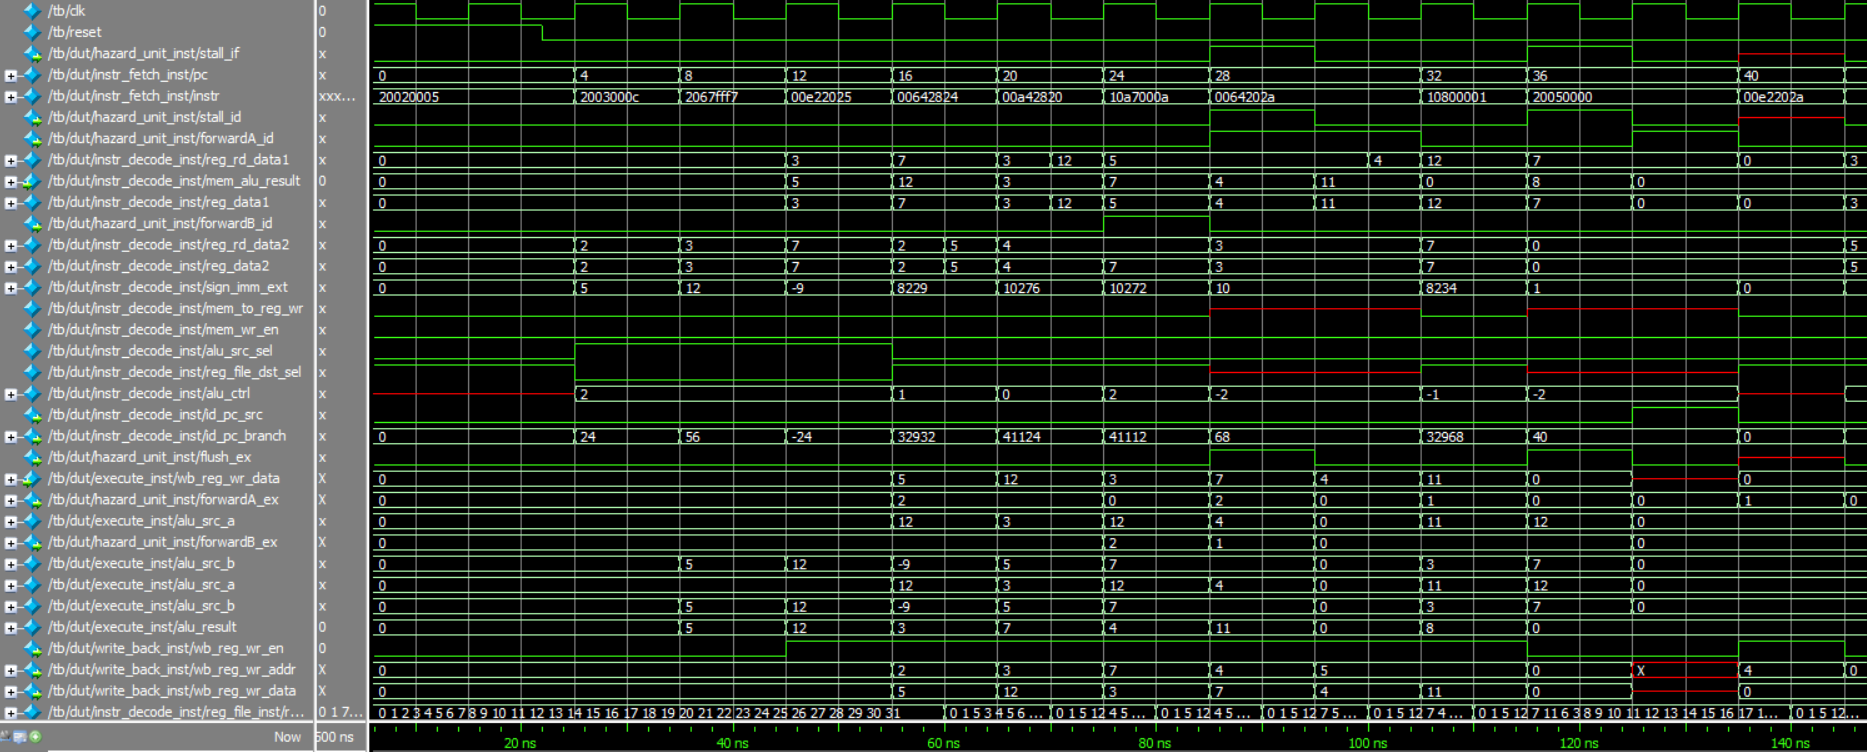 /tb/clk 0
/tb/reset 0
/tb/dut/hazard_unit_inst/stall_if x
/tb/dut/instr_fetch_inst/pc x 0 4 8 12 16 20 24 28 32 36 40
/tb/dut/instr_fetch_inst/instr xxx... 20020005 2003000c 2067fff7 00e22025 00642824 00a42820 10a7000a 0064202a 10800001 20050000 00e2202a
/tb/dut/hazard_unit_inst/stall_id x
/tb/dut/hazard_unit_inst/forwardA_id x
/tb/dut/instr_decode_inst/reg_rd_data1 x 0 3 7 3 12 5 4 12 7 0 3
/tb/dut/instr_decode_inst/mem_alu_result 0 0 5 12 3 7 4 11 0 8 0
/tb/dut/instr_decode_inst/reg_data1 x 0 3 7 3 12 5 4 11 12 7 0 0 3
/tb/dut/hazard_unit_inst/forwardB_id x
/tb/dut/instr_decode_inst/reg_rd_data2 x 0 2 3 7 2 5 4 3 7 0 5
/tb/dut/instr_decode_inst/reg_data2 x 0 2 3 7 2 5 4 7 3 7 0 5
/tb/dut/instr_decode_inst/sign_imm_ext x 0 5 12 -9 8229 10276 10272 10 8234 1 0
/tb/dut/instr_decode_inst/mem_to_reg_wr x
/tb/dut/instr_decode_inst/mem_wr_en x
/tb/dut/instr_decode_inst/alu_src_sel x
/tb/dut/instr_decode_inst/reg_file_dst_sel x
/tb/dut/instr_decode_inst/alu_ctrl x 2 1 0 2 -2 -1 -2
/tb/dut/instr_decode_inst/id_pc_src x
/tb/dut/instr_decode_inst/id_pc_branch x 0 24 56 -24 32932 41124 41112 68 32968 40 0
/tb/dut/hazard_unit_inst/flush_ex x
/tb/dut/execute_inst/wb_reg_wr_data X 0 5 12 3 7 4 11 0 0
/tb/dut/hazard_unit_inst/forwardA_ex x 0 2 0 2 0 1 0 0 1 0
/tb/dut/execute_inst/alu_src_a x 0 12 3 12 4 0 11 12 0
/tb/dut/hazard_unit_inst/forwardB_ex X 0 2 1 0 0
/tb/dut/execute_inst/alu_src_b x 0 5 12 -9 5 7 0 3 7 0
/tb/dut/execute_inst/alu_src_a x 0 12 3 12 4 0 11 12 0
/tb/dut/execute_inst/alu_src_b x 0 5 12 -9 5 7 0 3 7 0
/tb/dut/execute_inst/alu_result 0 0 5 12 3 7 4 11 0 8 0
/tb/dut/write_back_inst/wb_reg_wr_en 0
/tb/dut/write_back_inst/wb_reg_wr_addr X 0 2 3 7 4 5 0 X 4 0
/tb/dut/write_back_inst/wb_reg_wr_data X 0 5 12 3 7 4 11 0 0
/tb/dut/instr_decode_inst/reg_file_inst/r... 0 1 7... 0 1 2 3 4 5 6 7 8 9 10 11 12 13 14 15 16 17 18 19 20 21 22 23 24 25 26 27 28 29 30 31 0 1 5 3 4 5 6 ... 0 1 5 12 4 5 ... 0 1 5 12 4 5 ... 0 1 5 12 7 5 ... 0 1 5 12 7 4 ... 0 1 5 12 7 11 6 3 8 9 10 11 12 13 14 15 16 17 1... 0 1 5 12...
Now 500 ns 20 ns 40 ns 60 ns 80 ns 100 ns 120 ns 140 ns